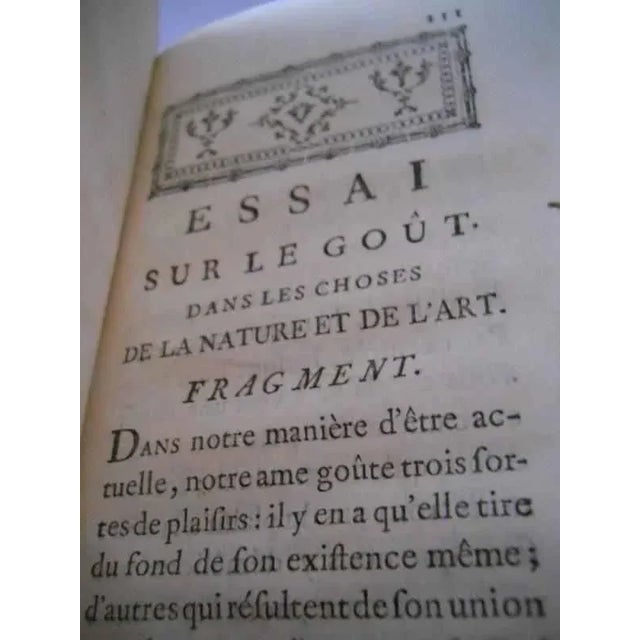 III
ESSAI
SUR LE GOÛT.
DANS LES CHOSES
DE LA NATURE ET DE L'ART.
FRAGMENT.
DANS notre manière d'être ac-
tuelle, notre ame goûte trois ſor-
tes de plaiſirs : il y en a qu'elle tire
du fond de ſon exiſtence même ;
d'autres qui réſultent de ſon union